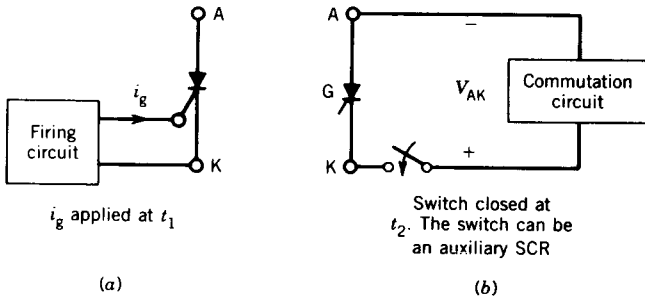 A
i_g
Firing
circuit
K
i_g applied at t_1
(a)
A
−
G
V_AK
Commutation
circuit
K
+
Switch closed at
t_2. The switch can be
an auxiliary SCR
(b)